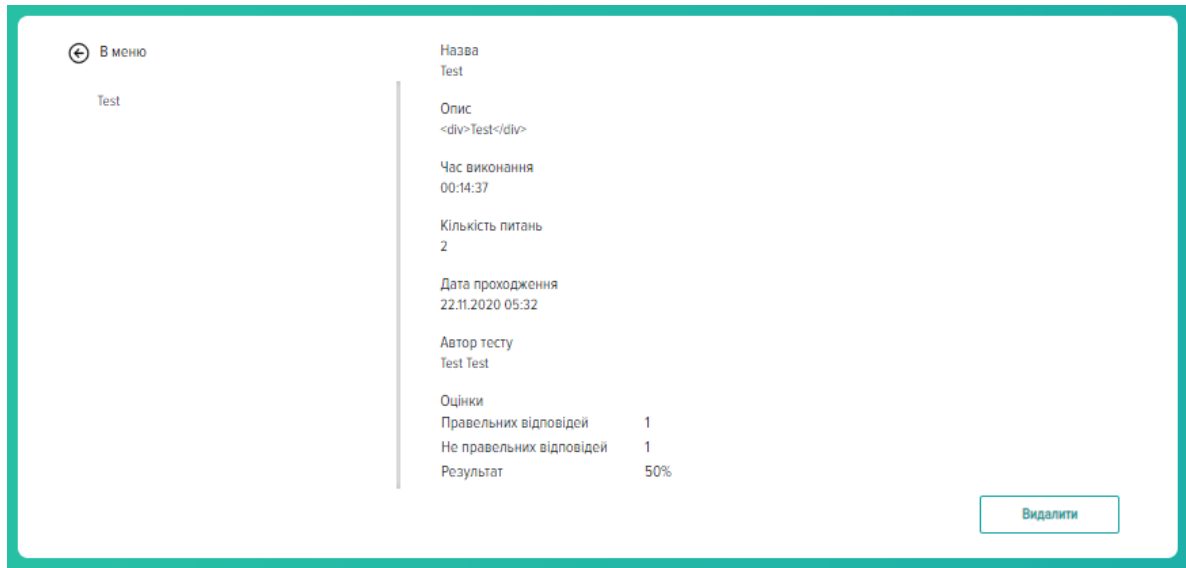 В меню
Test
Назва
Test
Опис
<div>Test</div>
Час виконання
00:14:37
Кількість питань
2
Дата проходження
22.11.2020 05:32
Автор тесту
Test Test
Оцінки
Правельних відповідей 1
Не правельних відповідей 1
Результат 50%
Видалити